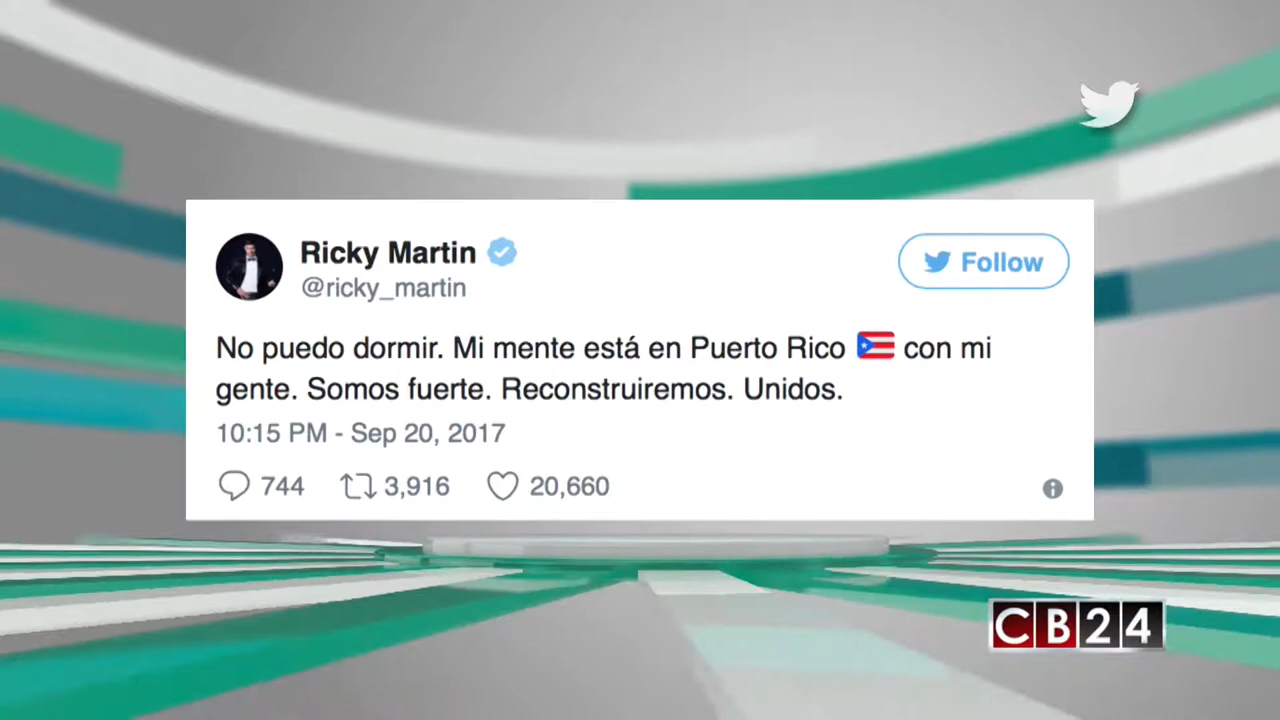 Ricky Martin
@ricky_martin
Follow
No puedo dormir. Mi mente está en Puerto Rico 🇵🇷 con mi
gente. Somos fuerte. Reconstruiremos. Unidos.
10:15 PM - Sep 20, 2017
744 3,916 20,660
CB24